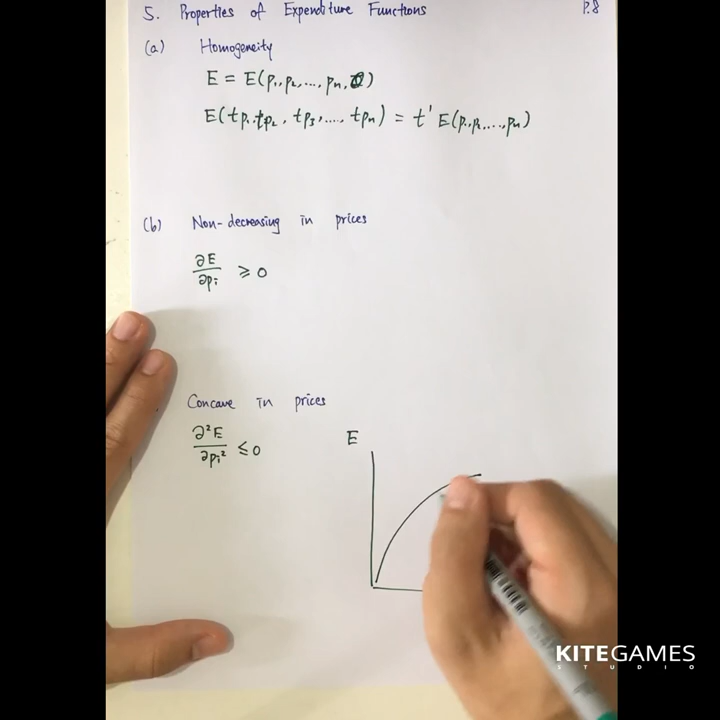 5. Properties of Expenditure Functions P.8
(a) Homogeneity
E = E(p₁, p₂, ..., pₙ, )
E(tp₁, tp₂, tp₃, ...., tpₙ) = t¹ E(p₁, p₂, ...., pₙ)
(b) Non-decreasing in prices
∂E/∂pᵢ ≥ 0
Concave in prices
∂²E/∂pᵢ² ≤ 0
E
KITEGAMES
STUDIO